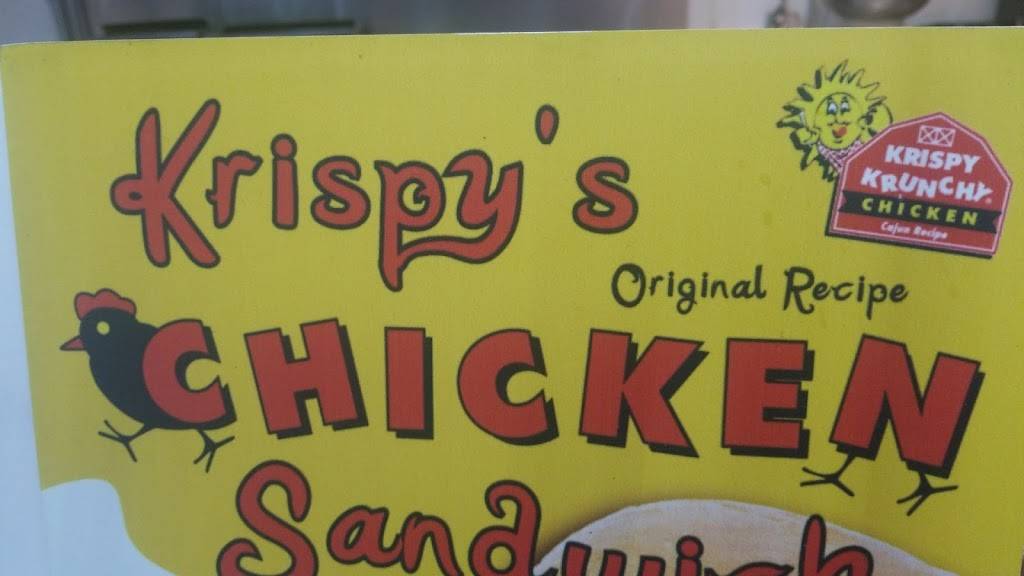 Krispy's
KRISPY
KRUNCHY®
CHICKEN
Cajun Recipe
Original Recipe
CHICKEN
Sandwich